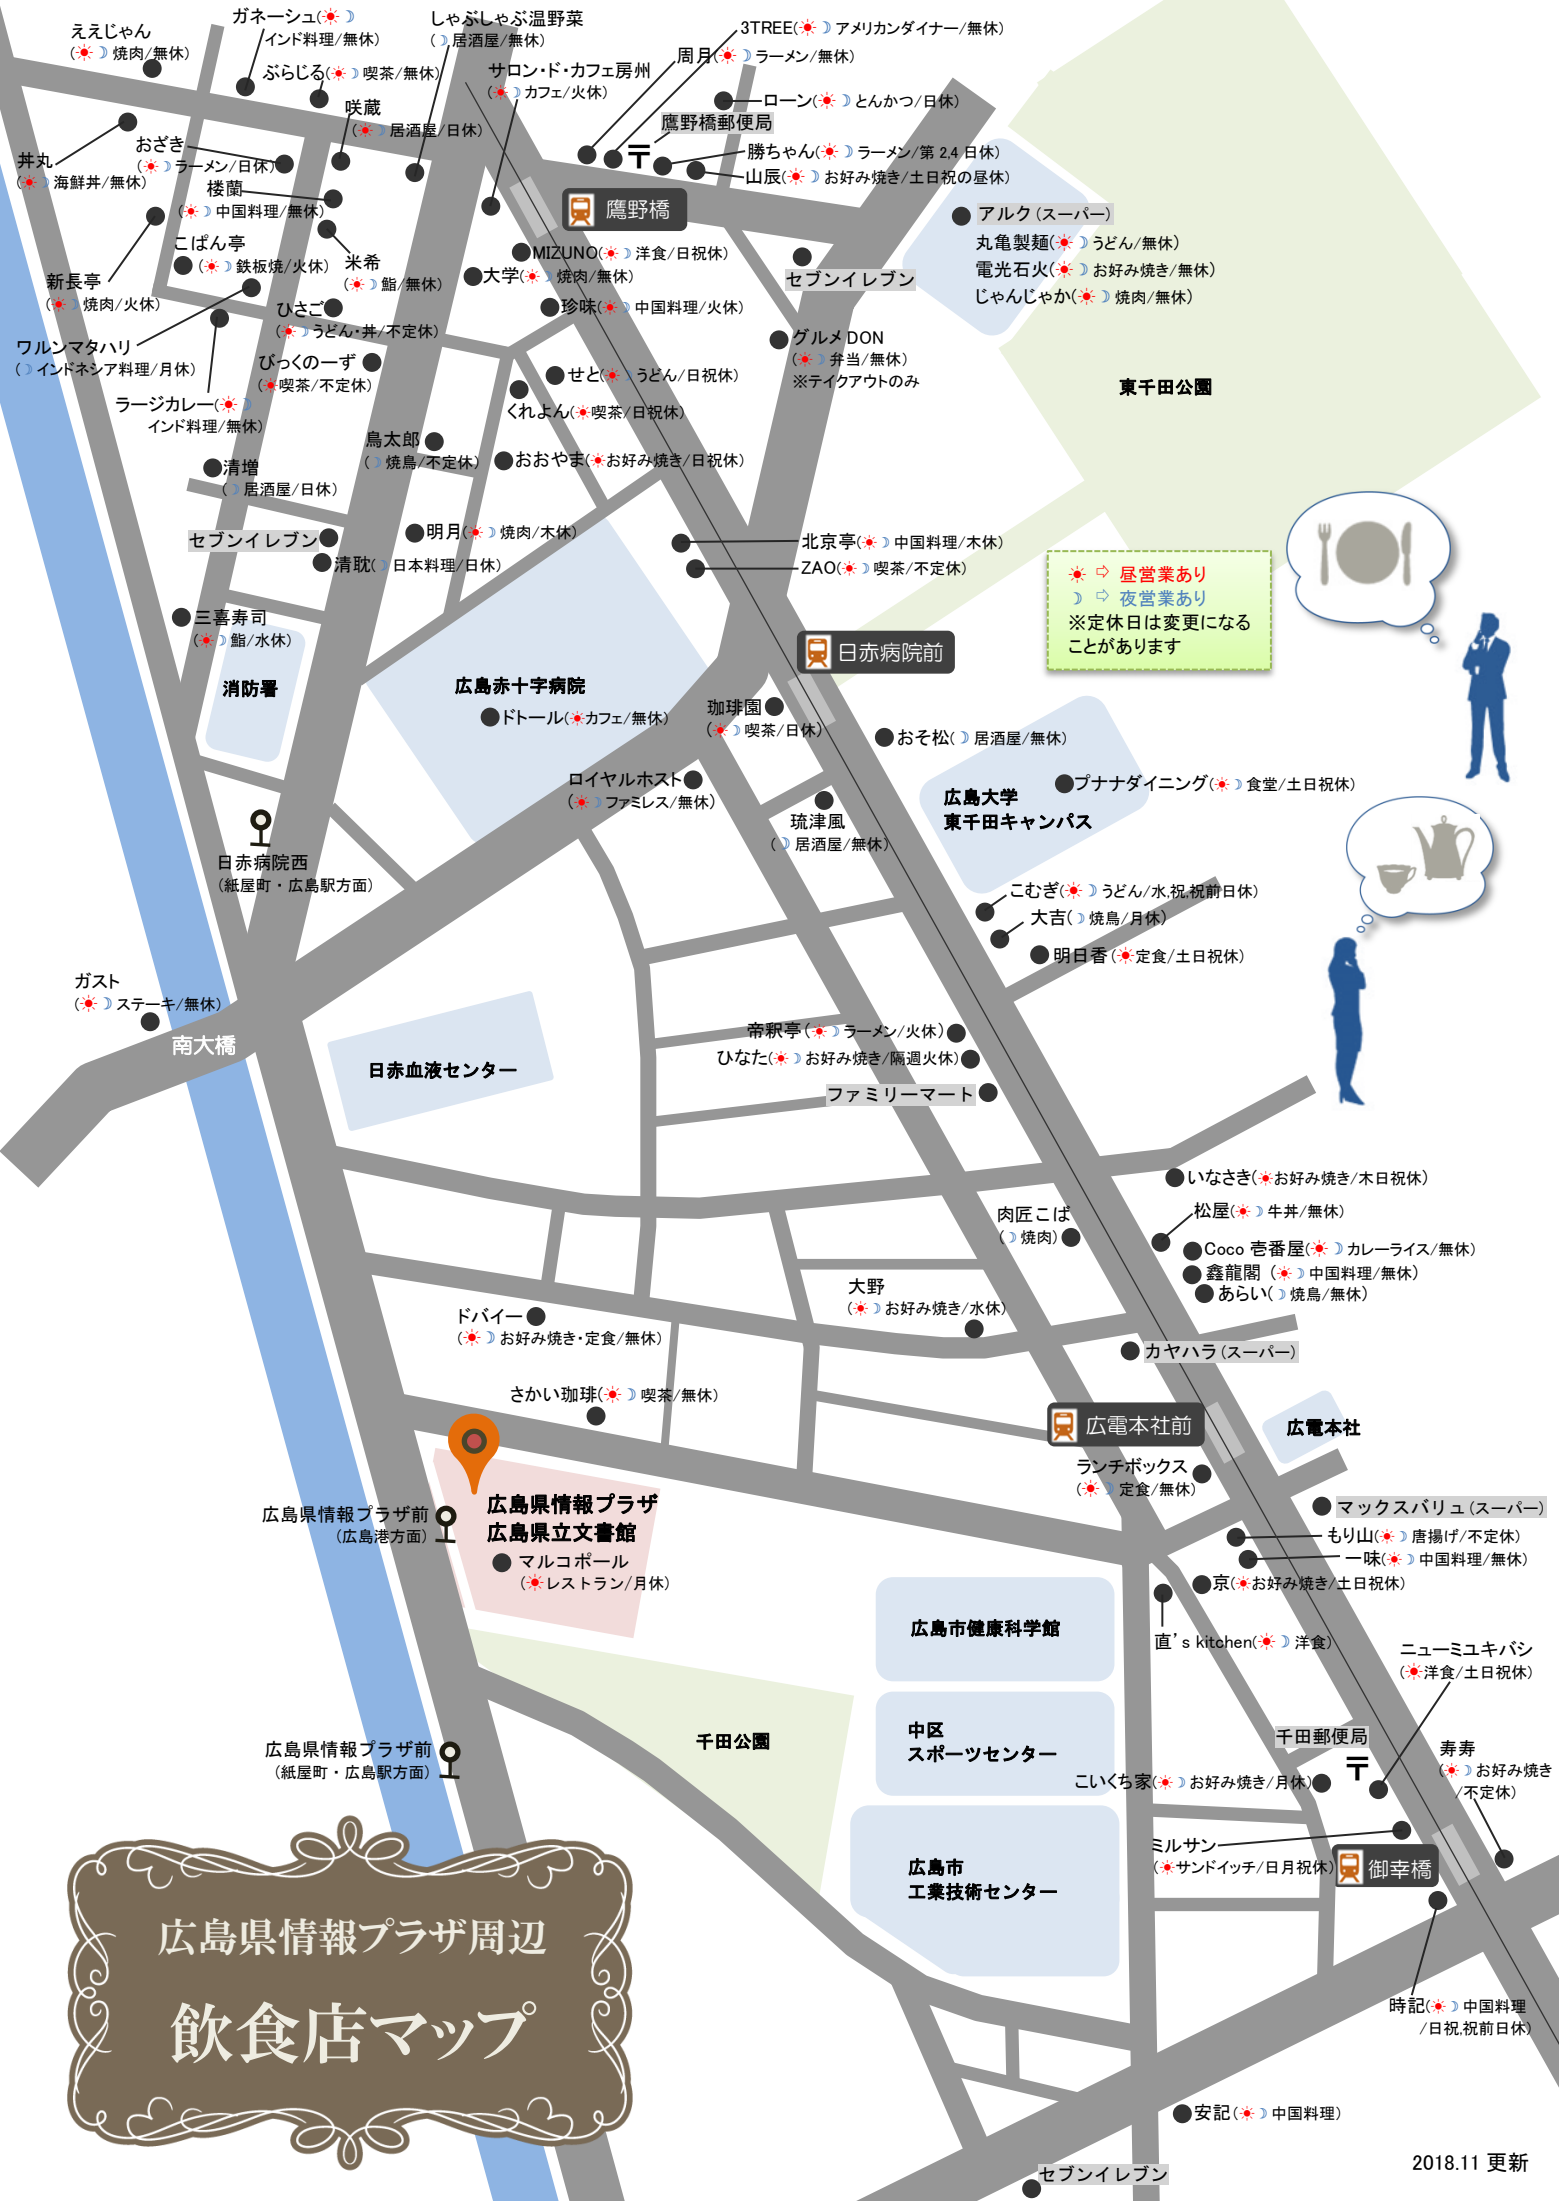 ええじゃん
(☀☽焼肉/無休)
ガネーシュ(☀☽
インド料理/無休)
しゃぶしゃぶ温野菜
(☽居酒屋/無休)
3TREE(☀☽アメリカンダイナー/無休)
周月(☀☽ラーメン/無休)
ぶらじる(☀☽喫茶/無休)
サロン・ド・カフェ房州
(☀☽カフェ/火休)
ローン(☀☽とんかつ/日休)
咲蔵
(☀☽居酒屋/日休)
鷹野橋郵便局
〒
丼丸
(☀☽海鮮丼/無休)
おざき
(☀☽ラーメン/日休)
勝ちゃん(☀☽ラーメン/第2,4日休)
山辰(☀☽お好み焼き/土日祝の昼休)
楼蘭
(☀☽中国料理/無休)
鷹野橋
アルク(スーパー)
丸亀製麺(☀☽うどん/無休)
電光石火(☀☽お好み焼き/無休)
じゃんじゃか(☀☽焼肉/無休)
こぱん亭
(☀☽鉄板焼/火休)
米希
(☀☽鮨/無休)
MIZUNO(☀☽洋食/日祝休)
大学(☀☽焼肉/無休)
セブンイレブン
新長亭
(☀☽焼肉/火休)
ひさご
(☀☽うどん・丼/不定休)
珍味(☀☽中国料理/火休)
ワルンマタハリ
(☽インドネシア料理/月休)
グルメDON
(☀☽弁当/無休)
※テイクアウトのみ
びっくのーず
(☀喫茶/不定休)
せと(☀☽うどん/日祝休)
東千田公園
ラージカレー(☀☽
インド料理/無休)
くれよん(☀喫茶/日祝休)
鳥太郎
(☽焼鳥/不定休)
おおやま(☀お好み焼き/日祝休)
清増
(☽居酒屋/日休)
セブンイレブン
明月(☀☽焼肉/木休)
北京亭(☀☽中国料理/木休)
清耽(☽日本料理/日休)
ZAO(☀☽喫茶/不定休)
☀⇨昼営業あり
☽⇨夜営業あり
※定休日は変更になる
ことがあります
三喜寿司
(☀☽鮨/水休)
日赤病院前
消防署
広島赤十字病院
ドトール(☀カフェ/無休)
珈琲園
(☀☽喫茶/日休)
おそ松(☽居酒屋/無休)
ロイヤルホスト
(☀☽ファミレス/無休)
プナナダイニング(☀☽食堂/土日祝休)
広島大学
東千田キャンパス
琉津風
(☽居酒屋/無休)
日赤病院西
(紙屋町・広島駅方面)
こむぎ(☀☽うどん/水,祝,祝前日休)
大吉(☽焼鳥/月休)
明日香(☀定食/土日祝休)
ガスト
(☀☽ステーキ/無休)
南大橋
日赤血液センター
帝釈亭(☀☽ラーメン/火休)
ひなた(☀☽お好み焼き/隔週火休)
ファミリーマート
いなさき(☀お好み焼き/木日祝休)
松屋(☀☽牛丼/無休)
肉匠こば
(☽焼肉)
Coco壱番屋(☀☽カレーライス/無休)
鑫龍閣(☀☽中国料理/無休)
あらい(☽焼鳥/無休)
大野
(☀☽お好み焼き/水休)
ドバイー
(☀☽お好み焼き・定食/無休)
カヤハラ(スーパー)
さかい珈琲(☀☽喫茶/無休)
広電本社前
広電本社
ランチボックス
(☀☽定食/無休)
広島県情報プラザ
広島県立文書館
マルコポール
(☀レストラン/月休)
広島県情報プラザ前
(広島港方面)
マックスバリュ(スーパー)
もり山(☀☽唐揚げ/不定休)
一味(☀☽中国料理/無休)
京(☀お好み焼き/土日祝休)
広島市健康科学館
直's kitchen(☀☽洋食)
ニューミユキバシ
(☀洋食/土日祝休)
千田公園
中区
スポーツセンター
千田郵便局
〒
広島県情報プラザ前
(紙屋町・広島駅方面)
寿寿
(☀☽お好み焼き
/不定休)
こいくち家(☀☽お好み焼き/月休)
ミルサン
(☀サンドイッチ/日月祝休)
御幸橋
広島市
工業技術センター
広島県情報プラザ周辺
飲食店マップ
時記(☀☽中国料理
/日祝,祝前日休)
安記(☀☽中国料理)
セブンイレブン
2018.11 更新